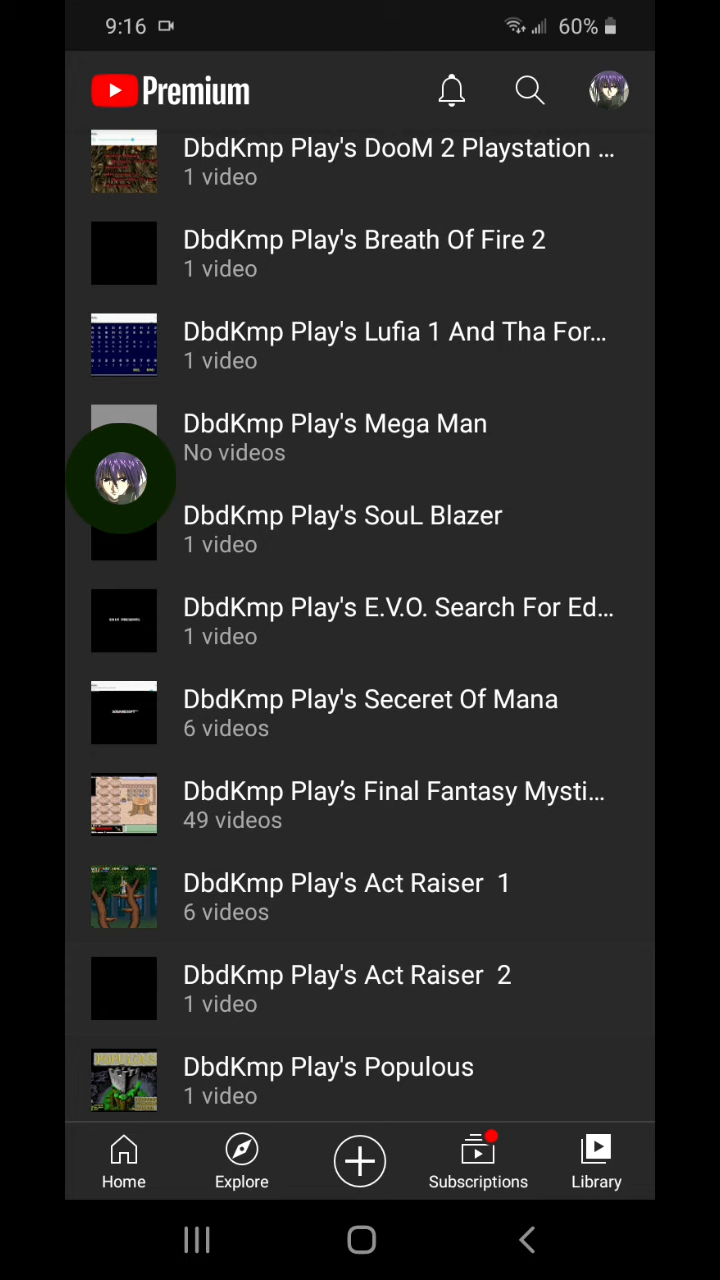 9:16
60%
Premium
DbdKmp Play's DooM 2 Playstation ...
1 video
DbdKmp Play's Breath Of Fire 2
1 video
DbdKmp Play's Lufia 1 And Tha For...
1 video
DbdKmp Play's Mega Man
No videos
DbdKmp Play's SouL Blazer
1 video
DbdKmp Play's E.V.O. Search For Ed...
1 video
DbdKmp Play's Seceret Of Mana
6 videos
DbdKmp Play’s Final Fantasy Mysti...
49 videos
DbdKmp Play's Act Raiser  1
6 videos
DbdKmp Play's Act Raiser  2
1 video
DbdKmp Play's Populous
1 video
Home
Explore
Subscriptions
Library